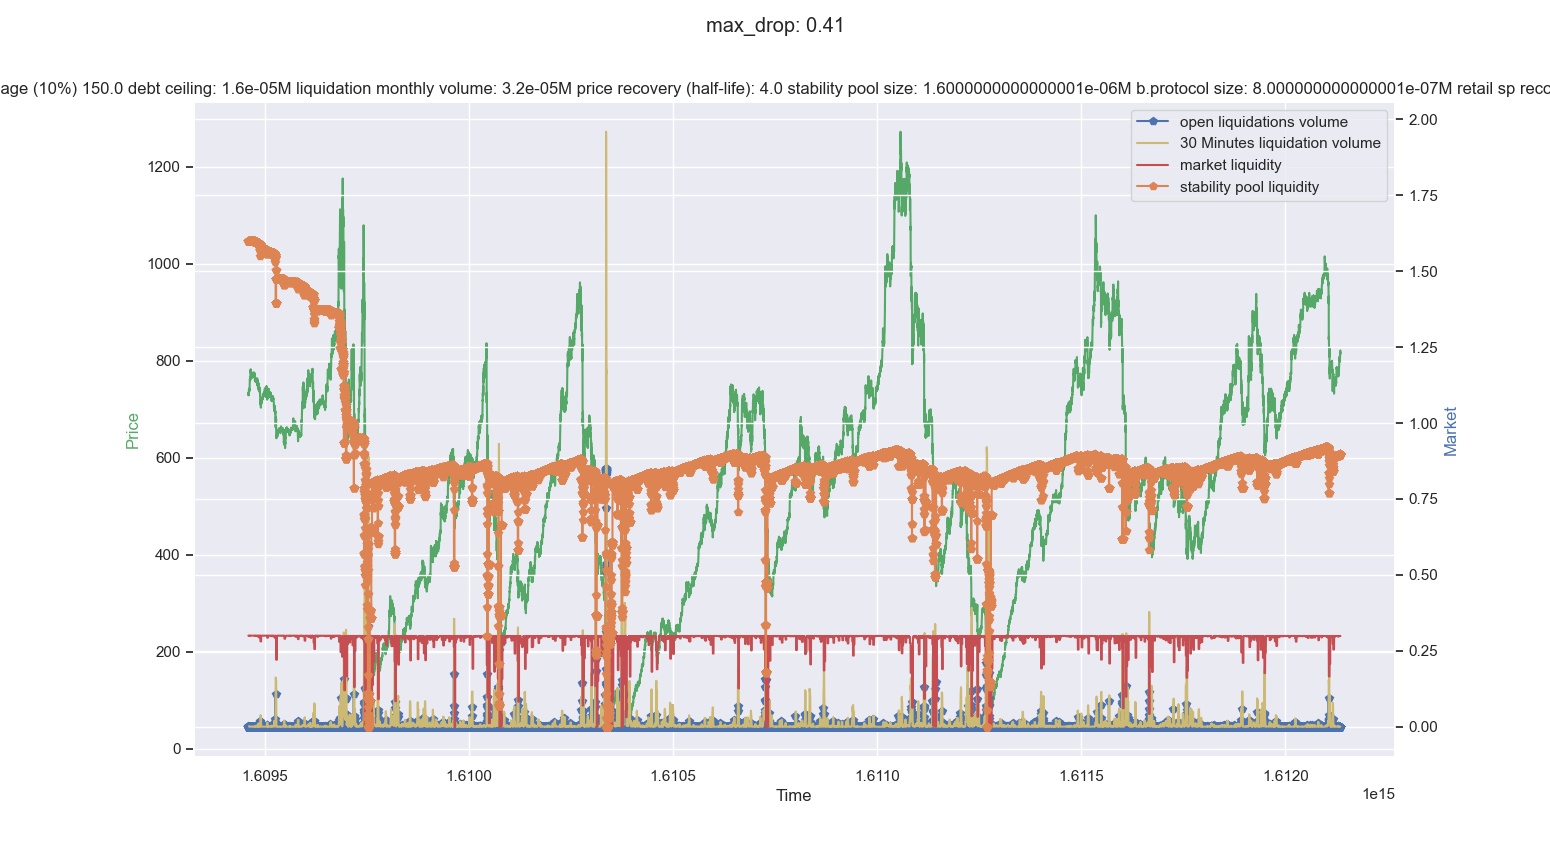 max_drop: 0.41
age (10%) 150.0 debt ceiling: 1.6e-05M liquidation monthly volume: 3.2e-05M price recovery (half-life): 4.0 stability pool size: 1.6000000000000001e-06M b.protocol size: 8.000000000000001e-07M retail sp reco
open liquidations volume
30 Minutes liquidation volume
market liquidity
stability pool liquidity
1200
1000
800
600
400
200
0
Price
2.00
1.75
1.50
1.25
1.00
0.75
0.50
0.25
0.00
Market
1.6095 1.6100 1.6105 1.6110 1.6115 1.6120
1e15
Time